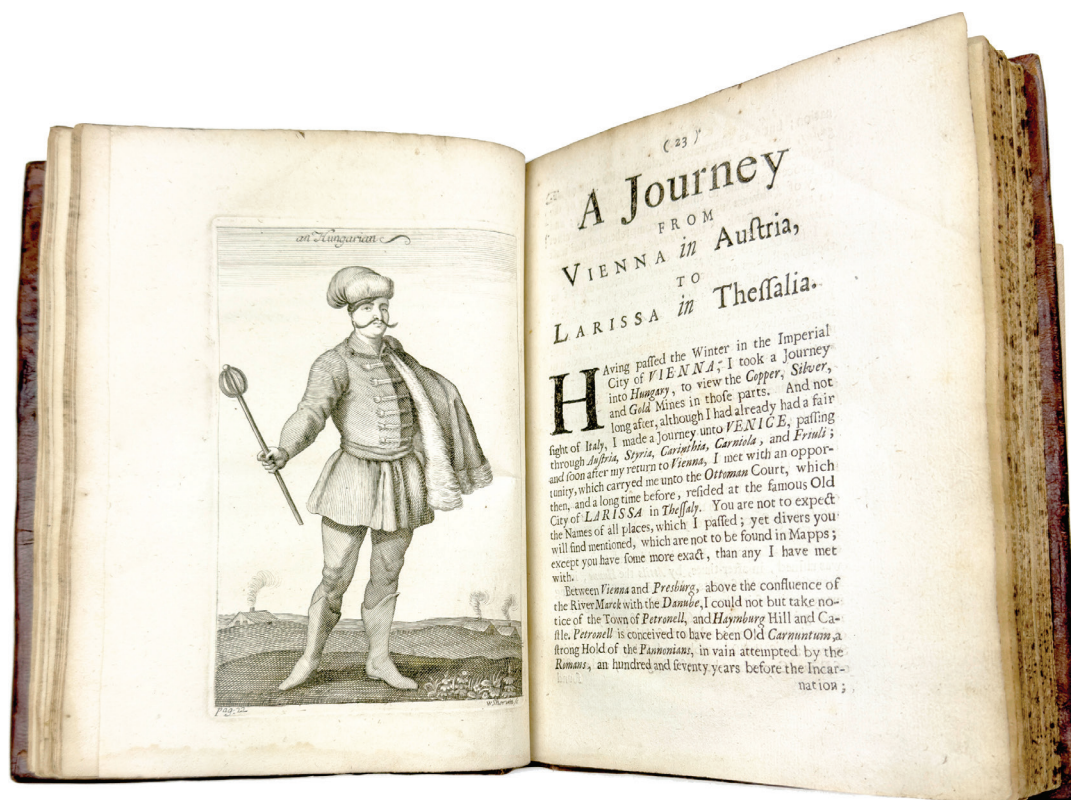 an Hungarian
pag. 22
( 23 )
A Journey
FROM
VIENNA in Auſtria,
TO
LARISSA in Theſſalia.
HAving paſſed the Winter in the Imperial
City of VIENNA; I took a Journey
into Hungary, to view the Copper, Silver,
and Gold Mines in thoſe parts. And not
long after, although I had already had a fair
ſight of Italy, I made a Journey unto VENICE, paſſing
through Auſtria, Styria, Carinthia, Carniola, and Friuli;
and ſoon after my return to Vienna, I met with an oppor-
tunity, which carryed me unto the Ottoman Court, which
then, and a long time before, reſided at the famous Old
City of LARISSA in Theſſaly. You are not to expect
the Names of all places, which I paſſed; yet divers you
will find mentioned, which are not to be found in Mapps;
except you have ſome more exact, than any I have met
with.
Between Vienna and Presburg, above the confluence of
the River Marck with the Danube, I could not but take no-
tice of the Town of Petronell, and Haymburg Hill and Ca-
ſtle. Petronell is conceived to have been Old Carnuntum, a
ſtrong Hold of the Pannonians, in vain attempted by the
Romans, an hundred and ſeventy years before the Incar-
nation;